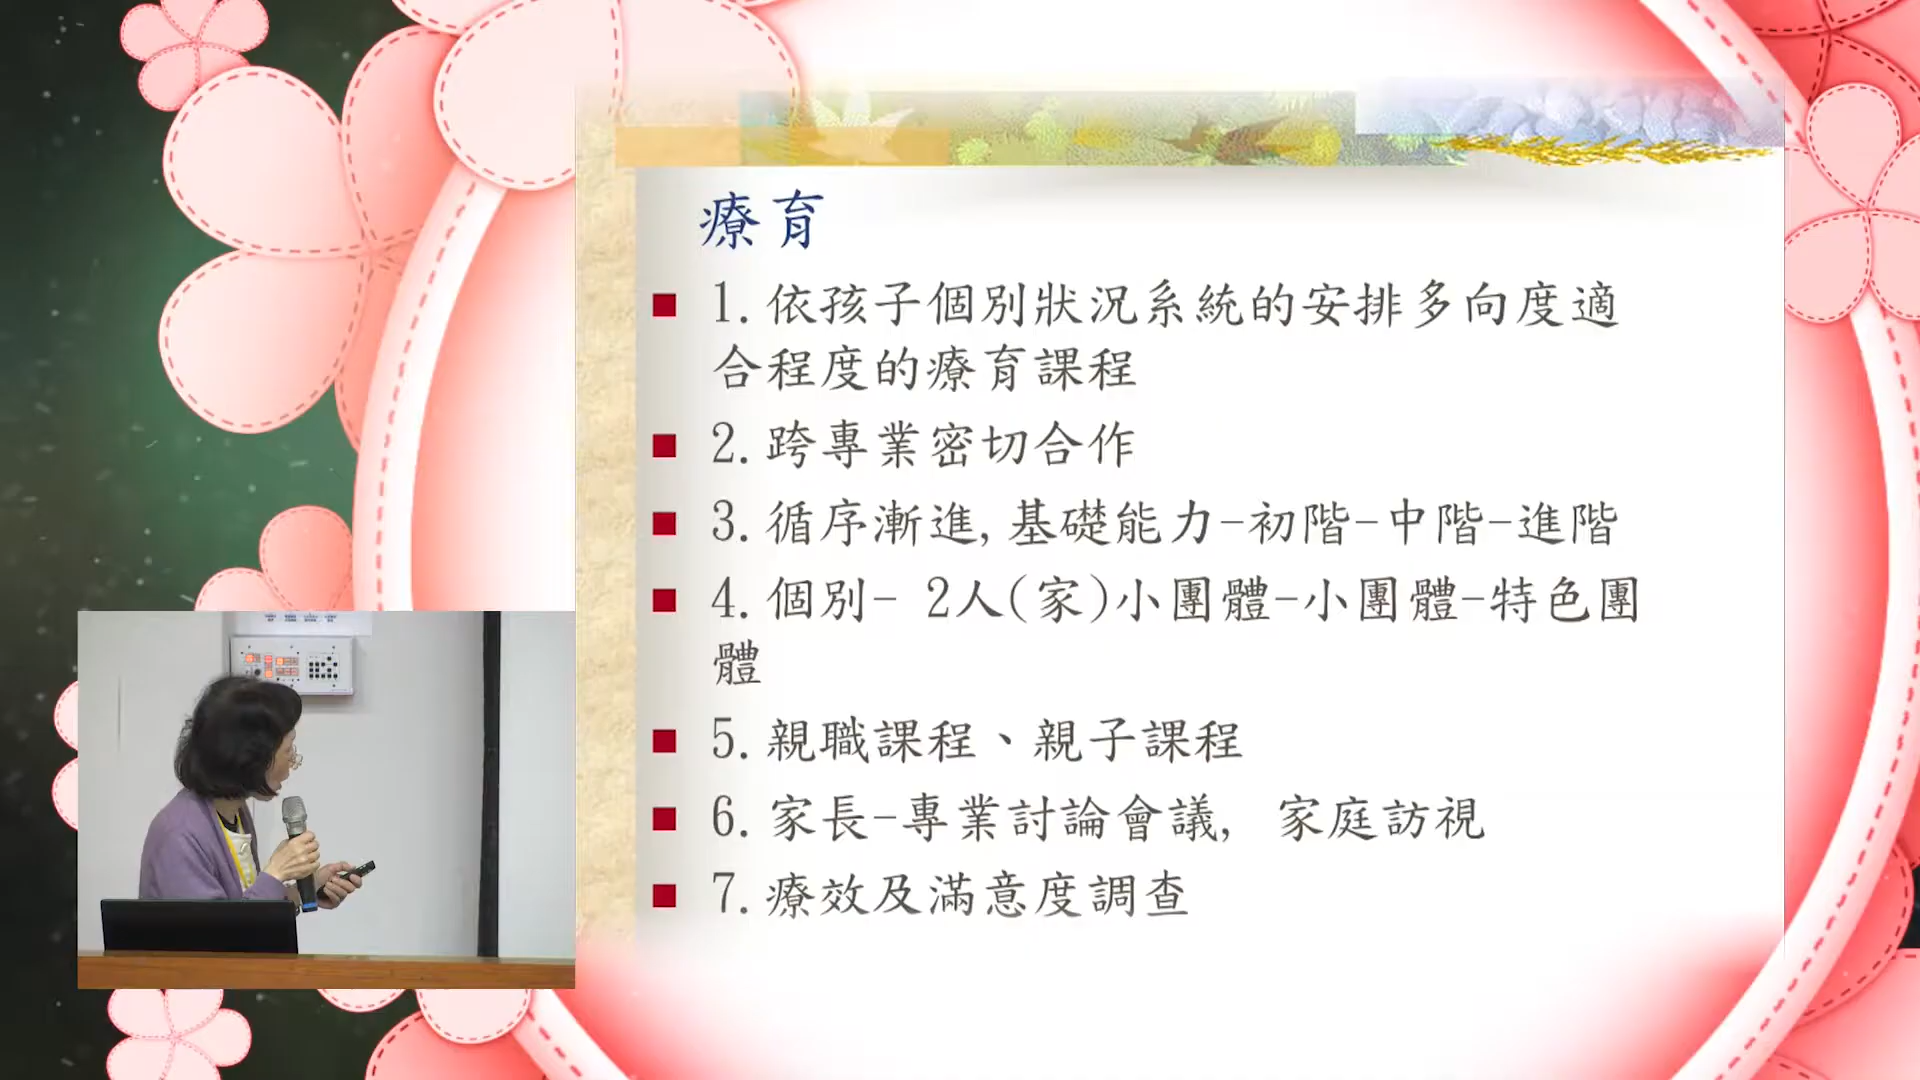 療育
1.依孩子個別狀況系統的安排多向度適
合程度的療育課程
2.跨專業密切合作
3.循序漸進,基礎能力-初階-中階-進階
4.個別- 2人(家)小團體-小團體-特色團
體
5.親職課程、親子課程
6.家長-專業討論會議, 家庭訪視
7.療效及滿意度調查